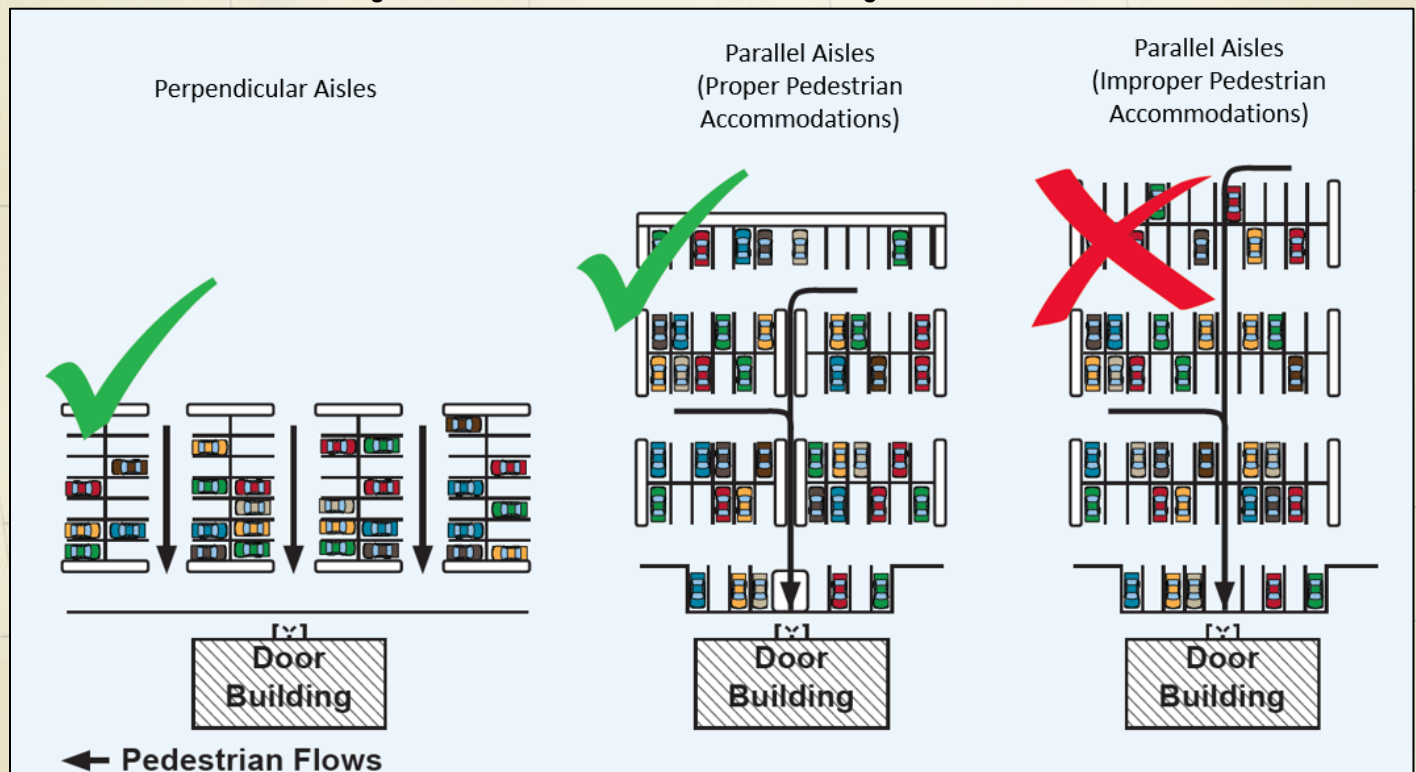 Perpendicular Aisles
Parallel Aisles
(Proper Pedestrian
Accommodations)
Parallel Aisles
(Improper Pedestrian
Accommodations)
Door
Building
Door
Building
Door
Building
Pedestrian Flows